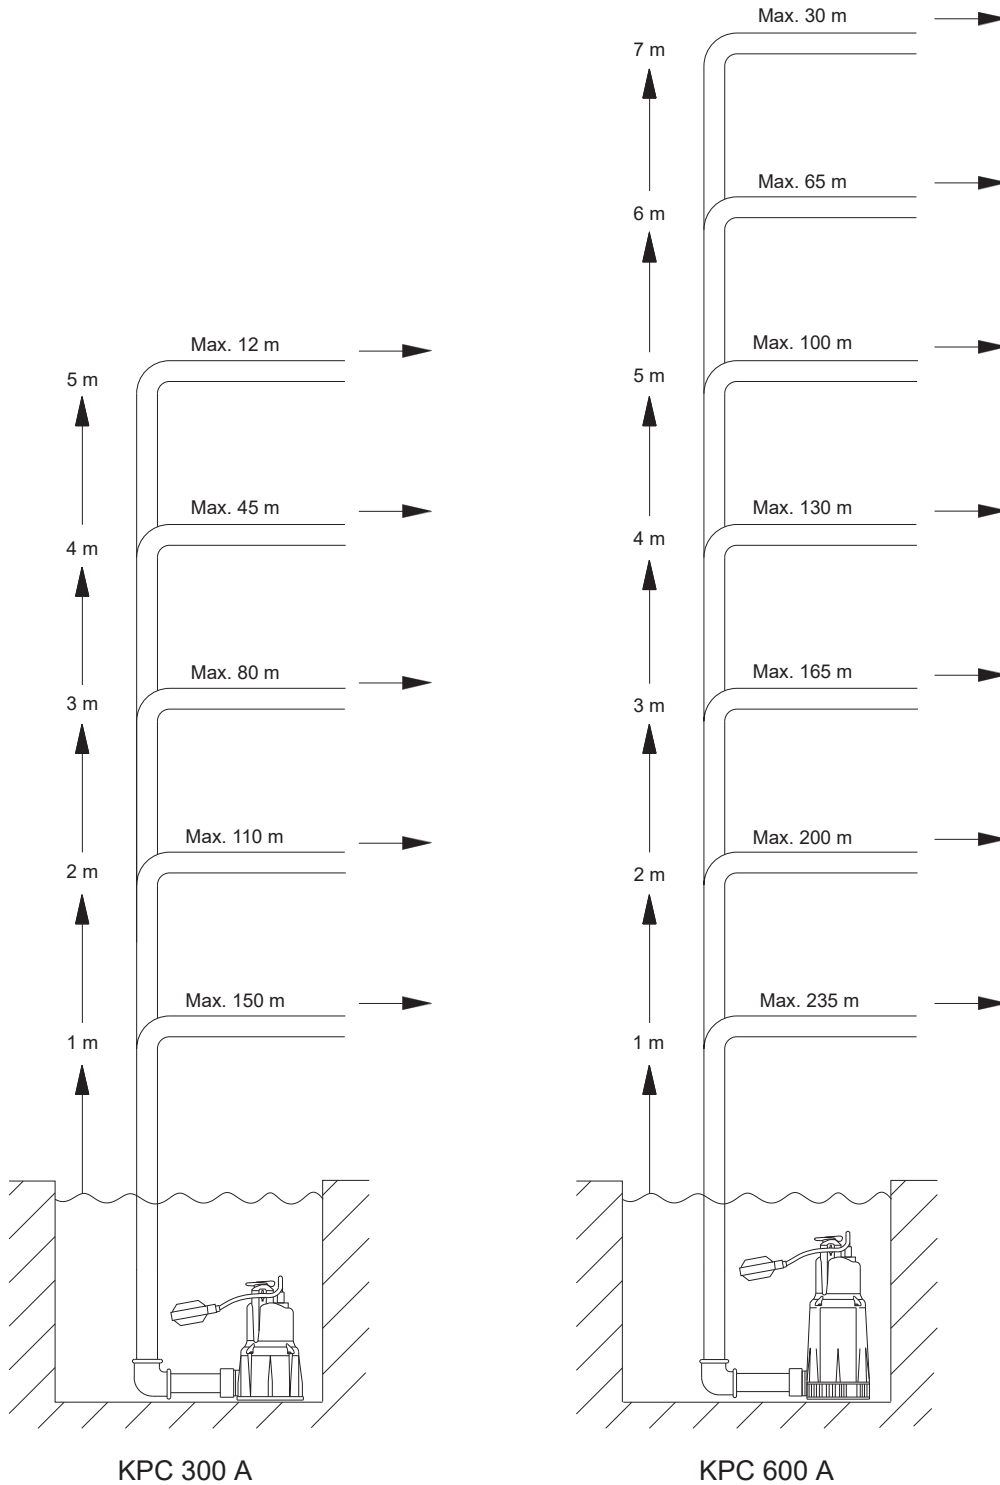 Max. 30 m
7 m
Max. 65 m
6 m
Max. 12 m
5 m
Max. 100 m
5 m
Max. 45 m
4 m
Max. 130 m
4 m
Max. 80 m
3 m
Max. 165 m
3 m
Max. 110 m
2 m
Max. 200 m
2 m
Max. 150 m
1 m
Max. 235 m
1 m
KPC 300 A
KPC 600 A